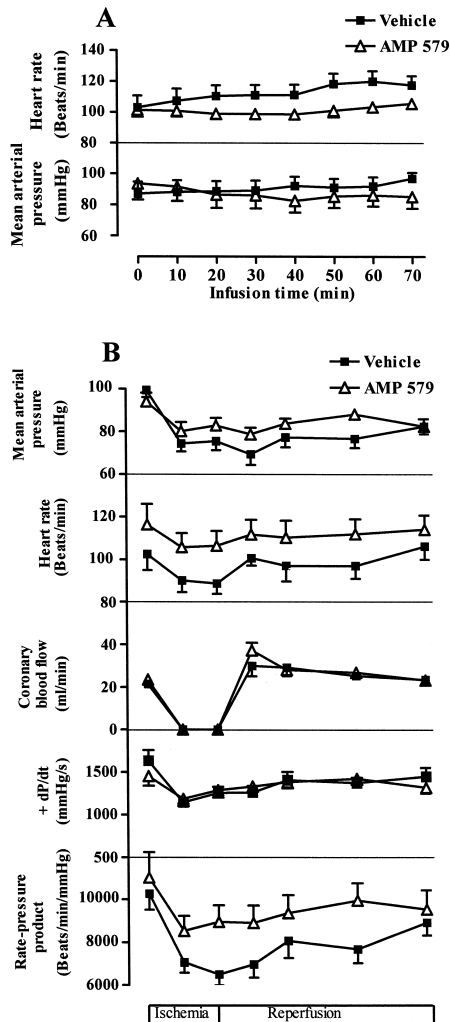 A
Vehicle
AMP 579
Heart rate
(Beats/min)
140
120
100
80
Mean arterial
pressure
(mmHg)
100
80
60
0 10 20 30 40 50 60 70
Infusion time (min)
B
Vehicle
AMP 579
Mean arterial
pressure
(mmHg)
100
80
60
Heart rate
(Beats/min)
120
100
80
Coronary
blood flow
(ml/min)
40
20
0
+ dP/dt
(mmHg/s)
1500
1000
500
Rate-pressure
product
(Beats/min/mmHg)
10000
8000
6000
Ischemia Reperfusion